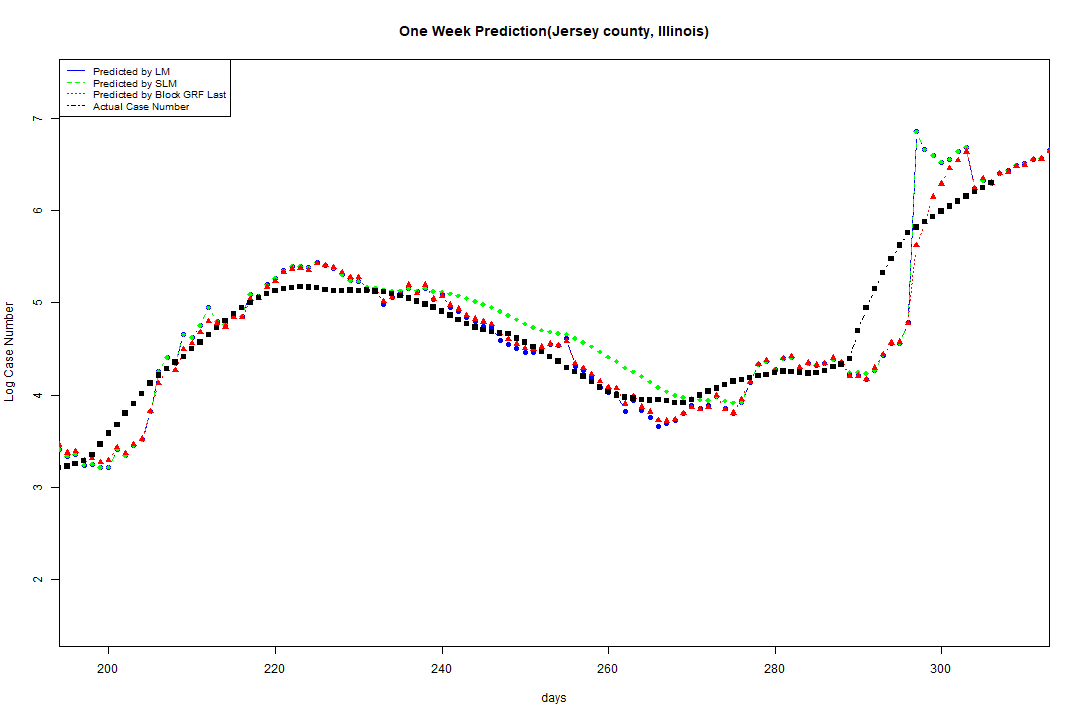 One Week Prediction(Jersey county, Illinois)
Predicted by LM
Predicted by SLM
Predicted by Block GRF Last
Actual Case Number
Log Case Number
7
6
5
4
3
2
200 220 240 260 280 300
days